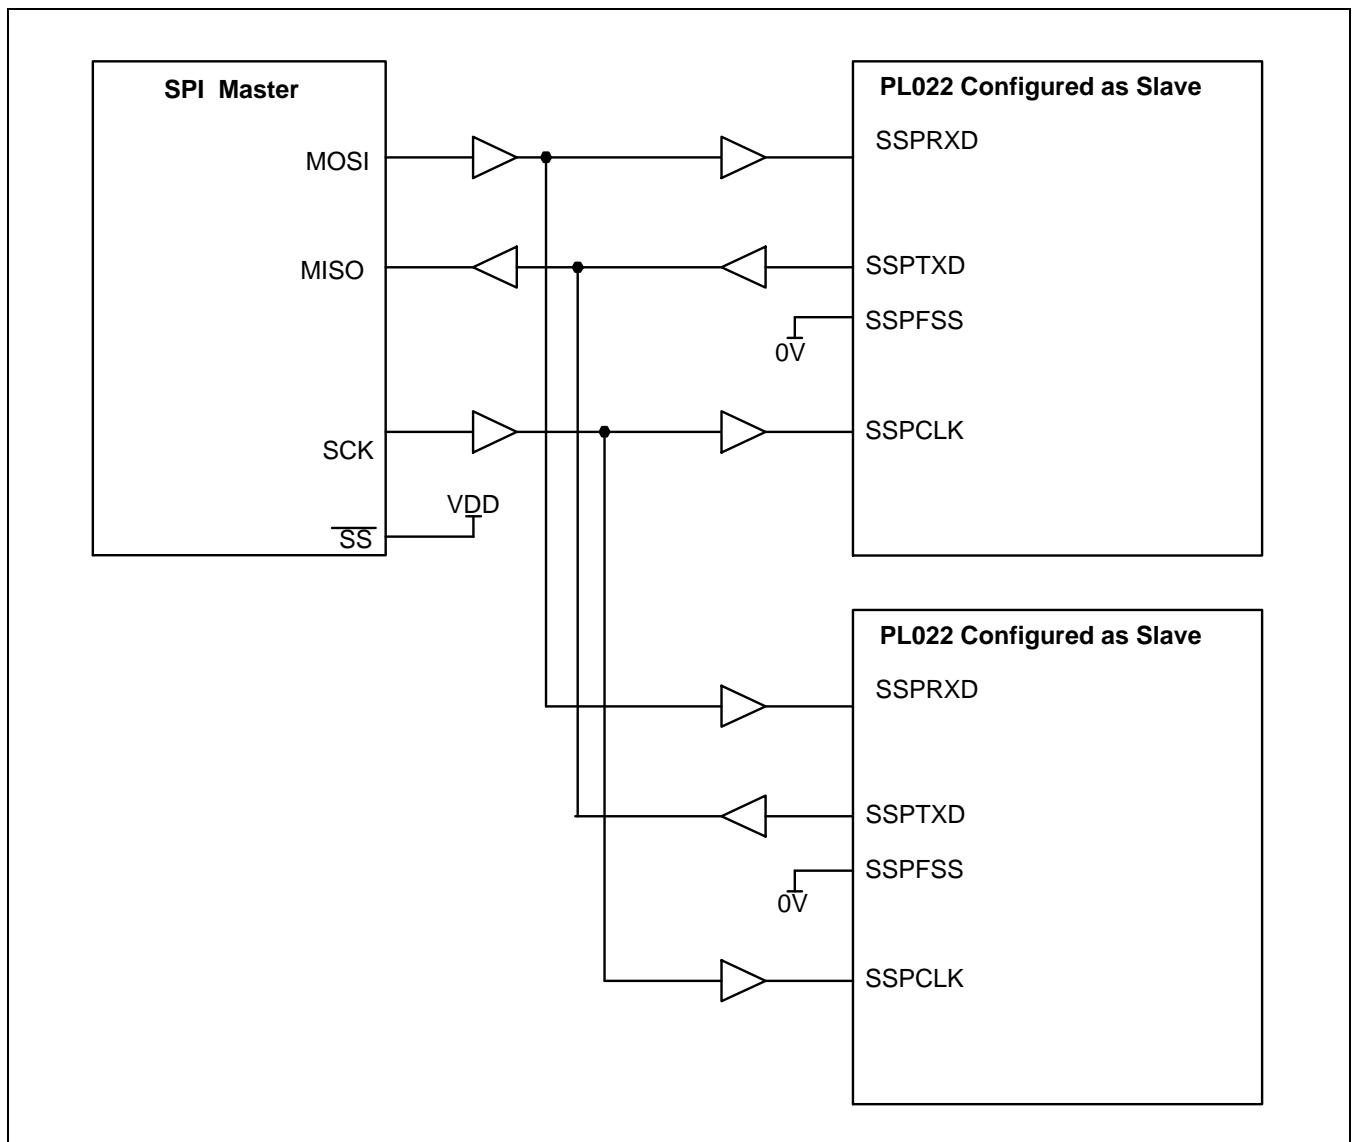 SPI Master
MOSI
MISO
SCK
SS
VDD
PL022 Configured as Slave
SSPRXD
SSPTXD
SSPFSS
0V
SSPCLK
PL022 Configured as Slave
SSPRXD
SSPTXD
SSPFSS
0V
SSPCLK